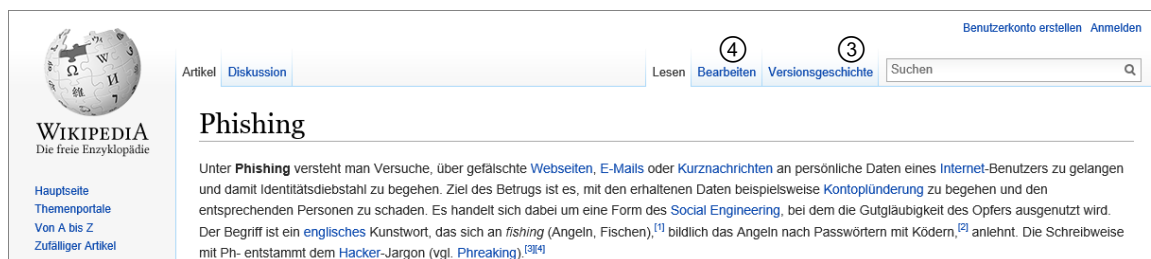 Benutzerkonto erstellen Anmelden
④ ③
Artikel Diskussion Lesen Bearbeiten Versionsgeschichte Suchen
WIKIPEDIA
Die freie Enzyklopädie
Hauptseite
Themenportale
Von A bis Z
Zufälliger Artikel
Phishing
Unter Phishing versteht man Versuche, über gefälschte Webseiten, E-Mails oder Kurznachrichten an persönliche Daten eines Internet-Benutzers zu gelangen
und damit Identitätsdiebstahl zu begehen. Ziel des Betrugs ist es, mit den erhaltenen Daten beispielsweise Kontoplünderung zu begehen und den
entsprechenden Personen zu schaden. Es handelt sich dabei um eine Form des Social Engineering, bei dem die Gutgläubigkeit des Opfers ausgenutzt wird.
Der Begriff ist ein englisches Kunstwort, das sich an fishing (Angeln, Fischen),[1] bildlich das Angeln nach Passwörtern mit Ködern,[2] anlehnt. Die Schreibweise
mit Ph- entstammt dem Hacker-Jargon (vgl. Phreaking).[3][4]